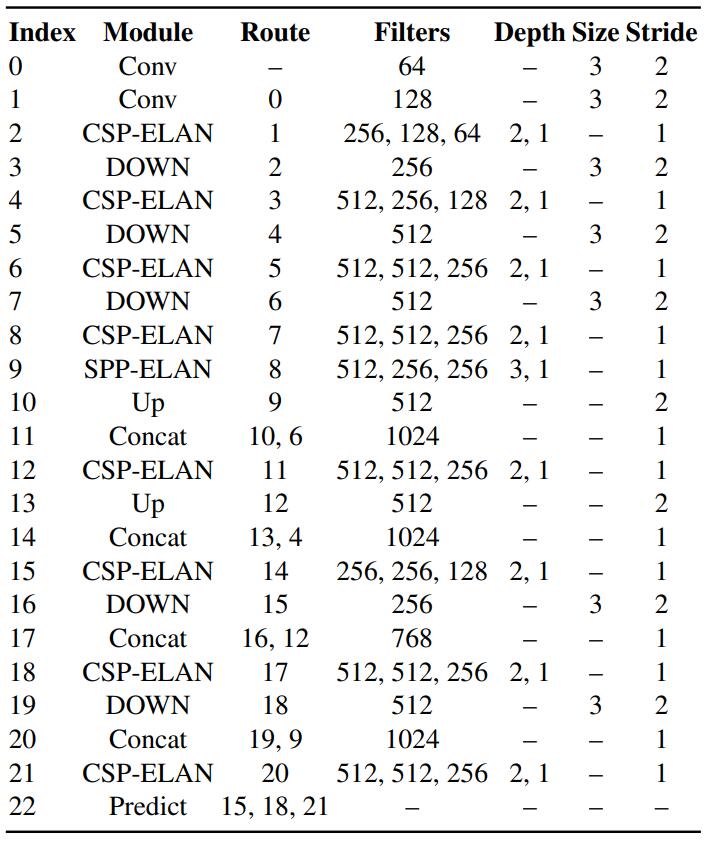 Index Module Route Filters Depth Size Stride
0 Conv – 64 – 3 2
1 Conv 0 128 – 3 2
2 CSP-ELAN 1 256, 128, 64 2, 1 – 1
3 DOWN 2 256 – 3 2
4 CSP-ELAN 3 512, 256, 128 2, 1 – 1
5 DOWN 4 512 – 3 2
6 CSP-ELAN 5 512, 512, 256 2, 1 – 1
7 DOWN 6 512 – 3 2
8 CSP-ELAN 7 512, 512, 256 2, 1 – 1
9 SPP-ELAN 8 512, 256, 256 3, 1 – 1
10 Up 9 512 – – 2
11 Concat 10, 6 1024 – – 1
12 CSP-ELAN 11 512, 512, 256 2, 1 – 1
13 Up 12 512 – – 2
14 Concat 13, 4 1024 – – 1
15 CSP-ELAN 14 256, 256, 128 2, 1 – 1
16 DOWN 15 256 – 3 2
17 Concat 16, 12 768 – – 1
18 CSP-ELAN 17 512, 512, 256 2, 1 – 1
19 DOWN 18 512 – 3 2
20 Concat 19, 9 1024 – – 1
21 CSP-ELAN 20 512, 512, 256 2, 1 – 1
22 Predict 15, 18, 21 – – – –